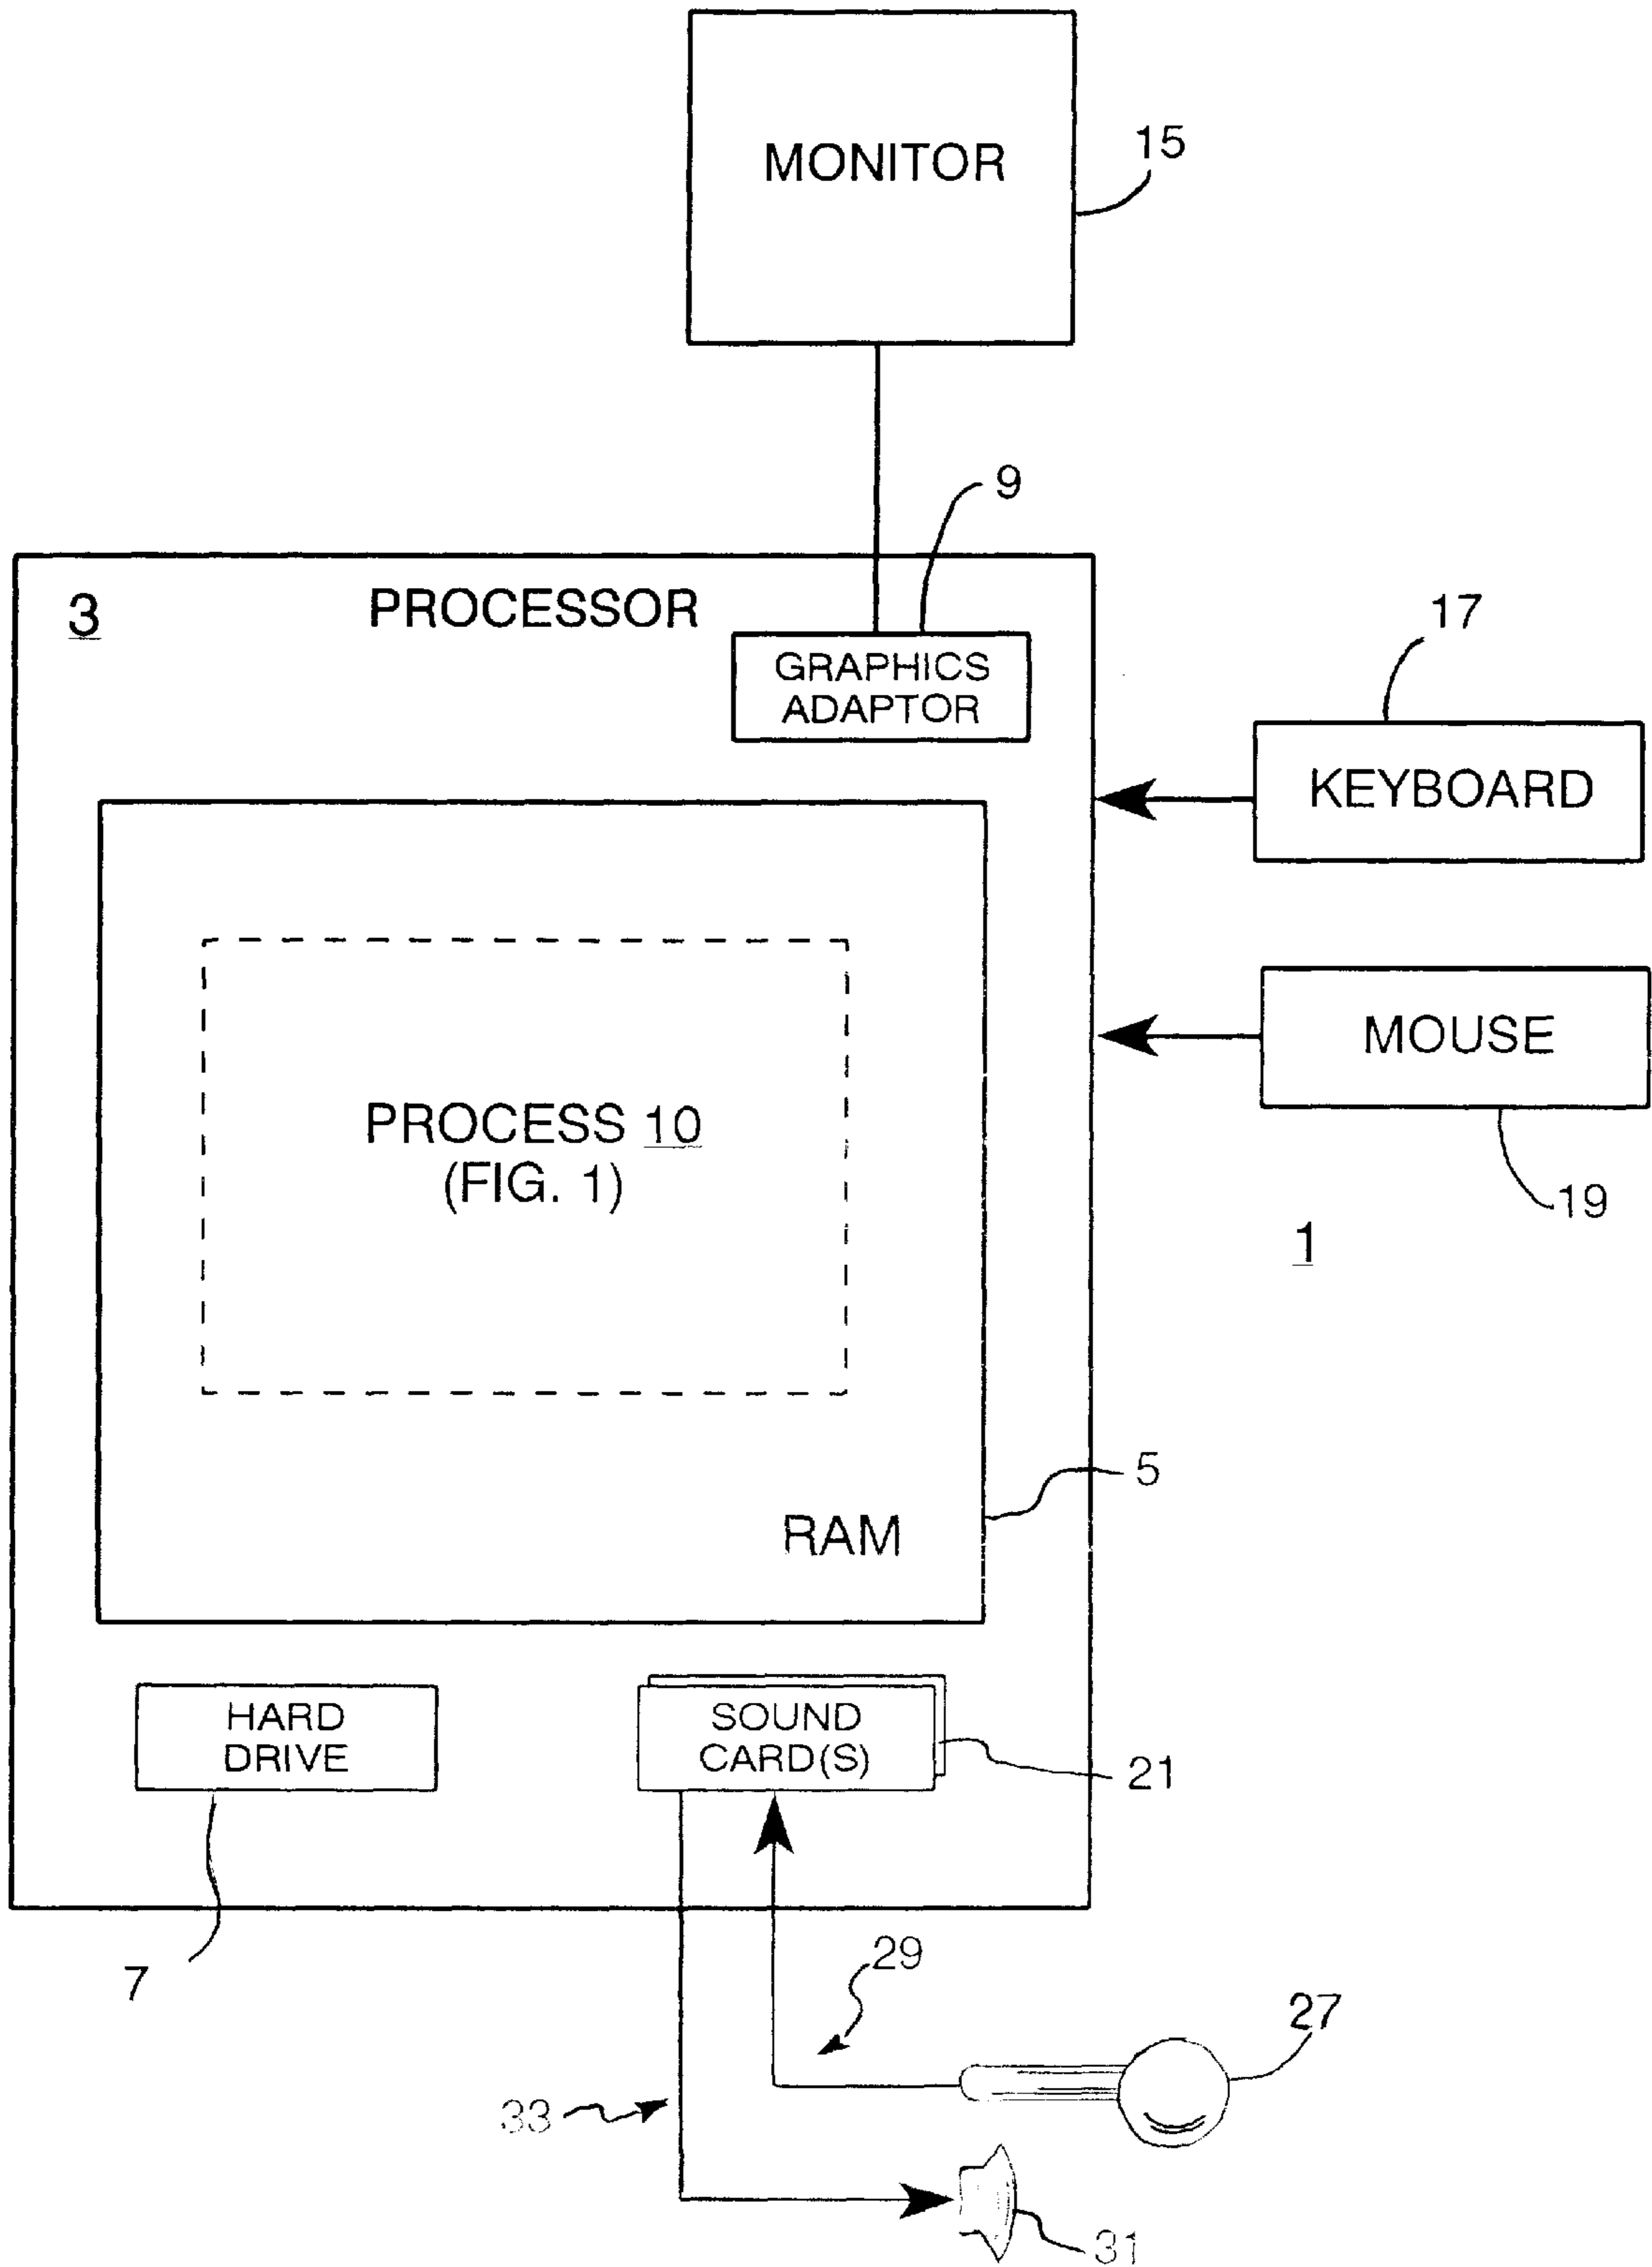 MONITOR
15
9
3
PROCESSOR
GRAPHICS
ADAPTOR
17
KEYBOARD
MOUSE
19
1
PROCESS 10
(FIG. 1)
5
RAM
HARD
DRIVE
SOUND
CARD(S)
21
7
29
27
33
31